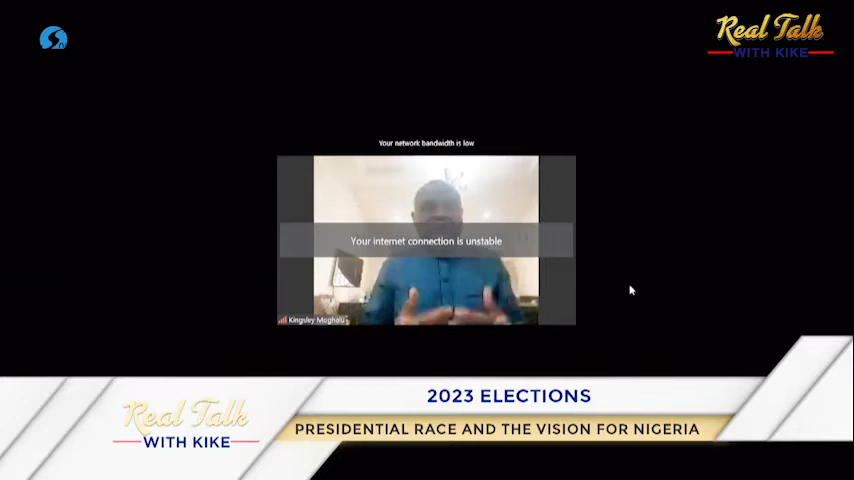 Real Talk
WITH KIKE
Your network bandwidth is low
Your internet connection is unstable
Kingsley Moghalu
2023 ELECTIONS
Real Talk
WITH KIKE
PRESIDENTIAL RACE AND THE VISION FOR NIGERIA